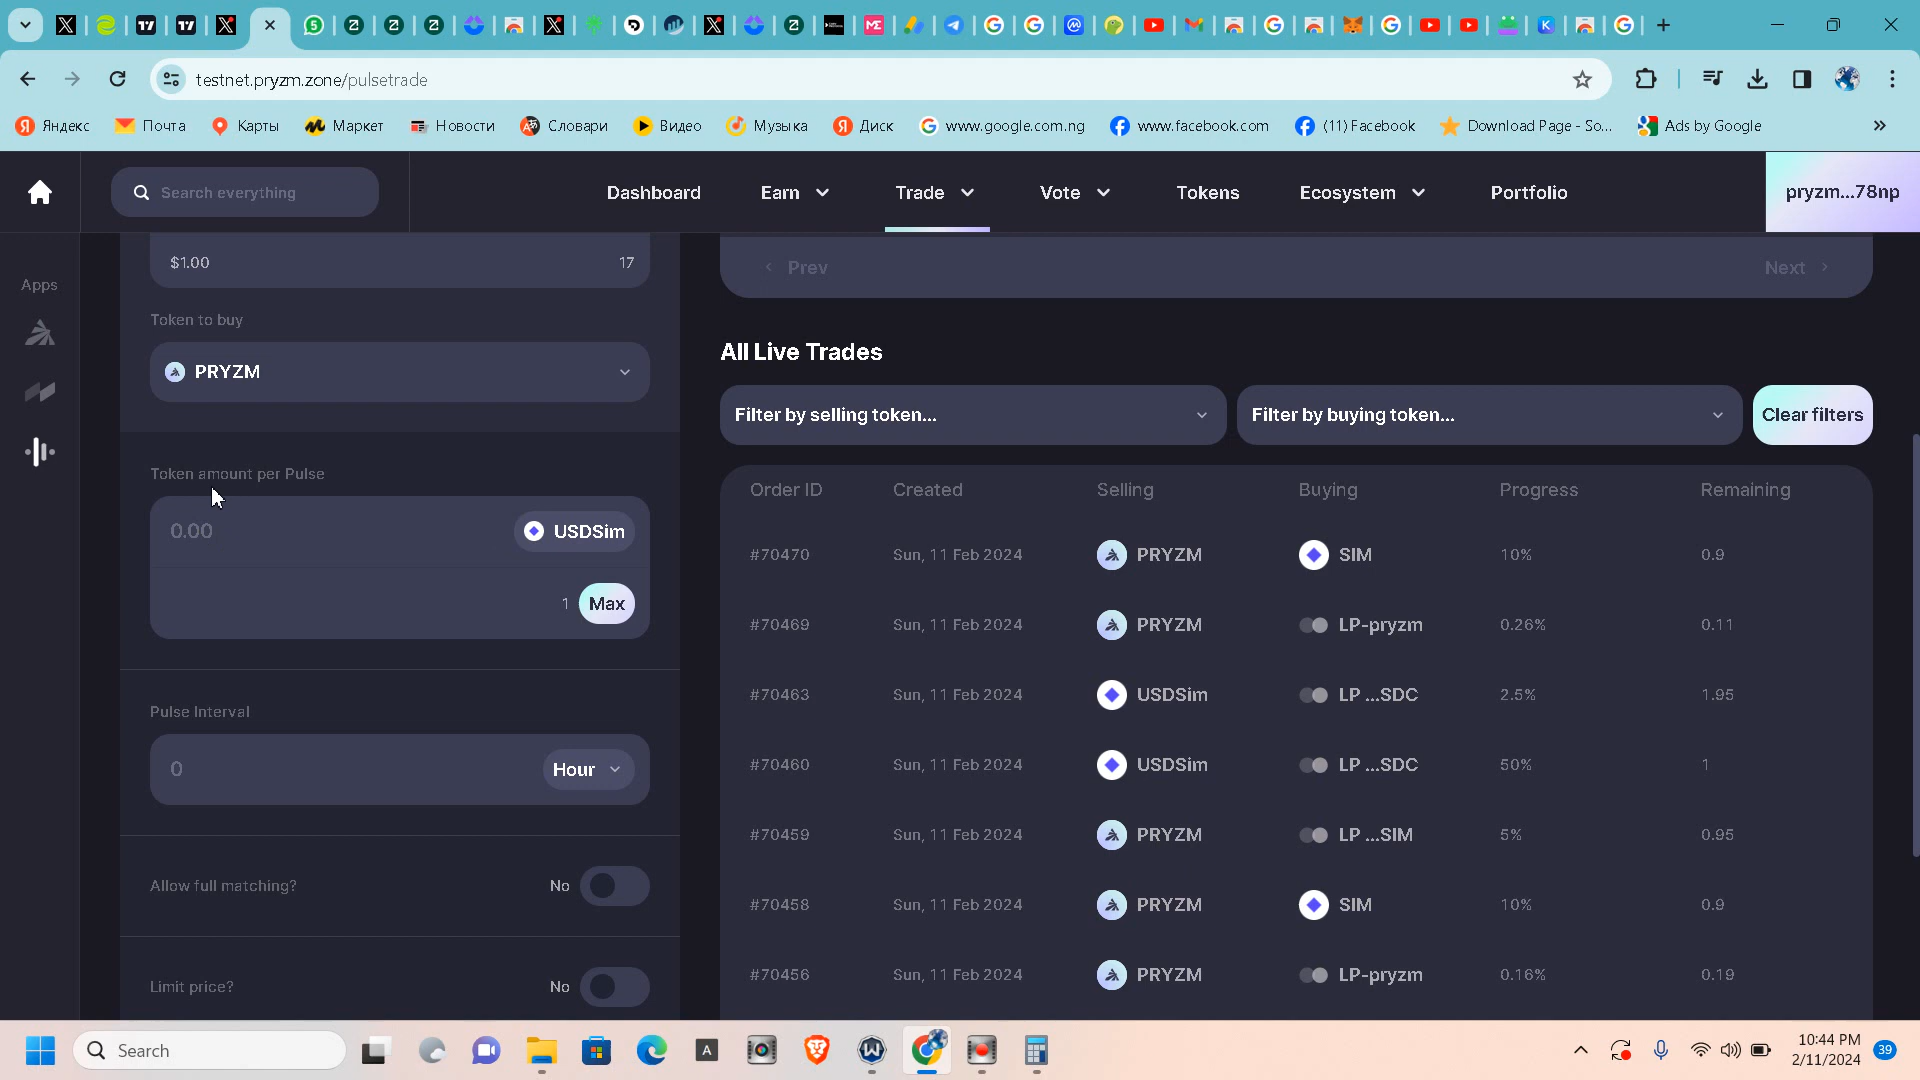 testnet.pryzm.zone/pulsetrade
Яндекс
Почта
Карты
Маркет
Новости
Словари
Видео
Музыка
Диск
www.google.com.ng
www.facebook.com
(11) Facebook
Download Page - So...
Ads by Google
Search everything
Dashboard
Earn
Trade
Vote
Tokens
Ecosystem
Portfolio
pryzm...78np
Apps
$1.00 17
Token to buy
PRYZM
Token amount per Pulse
0.00 USDSim
1 Max
Pulse Interval
0 Hour
Allow full matching? No
Limit price? No
Prev Next
All Live Trades
Filter by selling token... Filter by buying token... Clear filters
Order ID Created Selling Buying Progress Remaining
#70470 Sun, 11 Feb 2024 PRYZM SIM 10% 0.9
#70469 Sun, 11 Feb 2024 PRYZM LP-pryzm 0.26% 0.11
#70463 Sun, 11 Feb 2024 USDSim LP ...SDC 2.5% 1.95
#70460 Sun, 11 Feb 2024 USDSim LP ...SDC 50% 1
#70459 Sun, 11 Feb 2024 PRYZM LP ...SIM 5% 0.95
#70458 Sun, 11 Feb 2024 PRYZM SIM 10% 0.9
#70456 Sun, 11 Feb 2024 PRYZM LP-pryzm 0.16% 0.19
Search
10:44 PM
2/11/2024
39